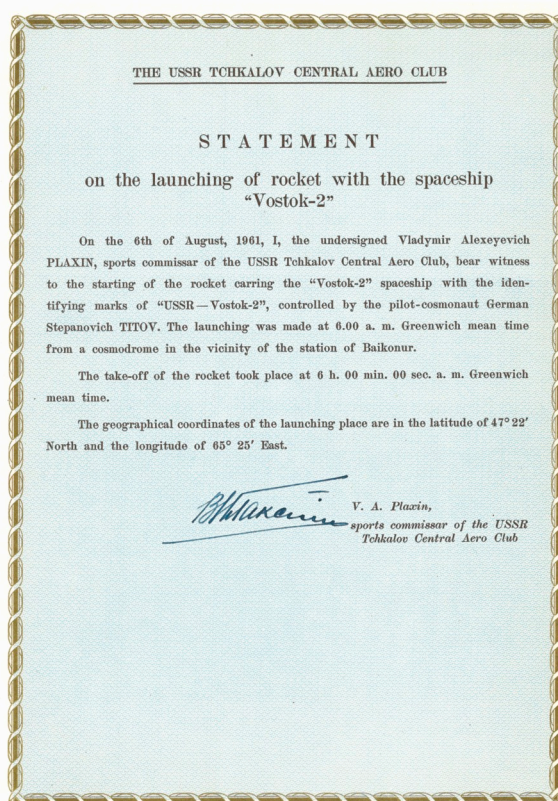 THE USSR TCHKALOV CENTRAL AERO CLUB
STATEMENT
on the launching of rocket with the spaceship
“Vostok-2”
On the 6th of August, 1961, I, the undersigned Vladymir Alexeyevich
PLAXIN, sports commissar of the USSR Tchkalov Central Aero Club, bear witness
to the starting of the rocket carring the “Vostok-2” spaceship with the iden-
tifying marks of “USSR—Vostok-2”, controlled by the pilot-cosmonaut German
Stepanovich TITOV. The launching was made at 6.00 a. m. Greenwich mean time
from a cosmodrome in the vicinity of the station of Baikonur.
The take-off of the rocket took place at 6 h. 00 min. 00 sec. a. m. Greenwich
mean time.
The geographical coordinates of the launching place are in the latitude of 47° 22′
North and the longitude of 65° 25′ East.
V. A. Plaxin,
sports commissar of the USSR
Tchkalov Central Aero Club